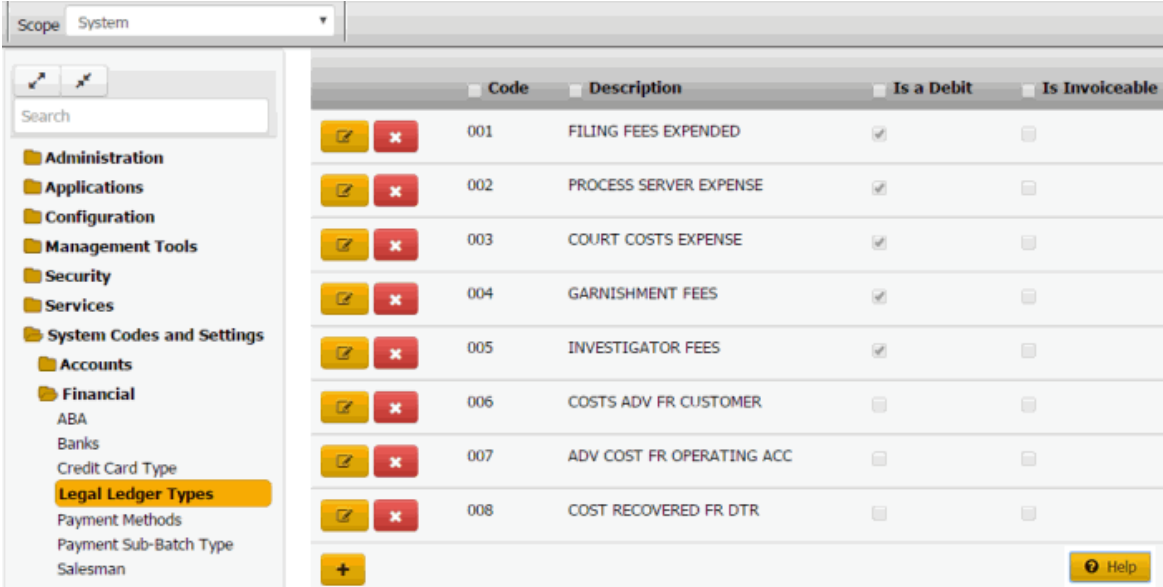 Scope System
Search
Administration
Applications
Configuration
Management Tools
Security
Services
System Codes and Settings
Accounts
Financial
ABA
Banks
Credit Card Type
Legal Ledger Types
Payment Methods
Payment Sub-Batch Type
Salesman
Code Description Is a Debit Is Invoiceable
001 FILING FEES EXPENDED
002 PROCESS SERVER EXPENSE
003 COURT COSTS EXPENSE
004 GARNISHMENT FEES
005 INVESTIGATOR FEES
006 COSTS ADV FR CUSTOMER
007 ADV COST FR OPERATING ACC
008 COST RECOVERED FR DTR
Help